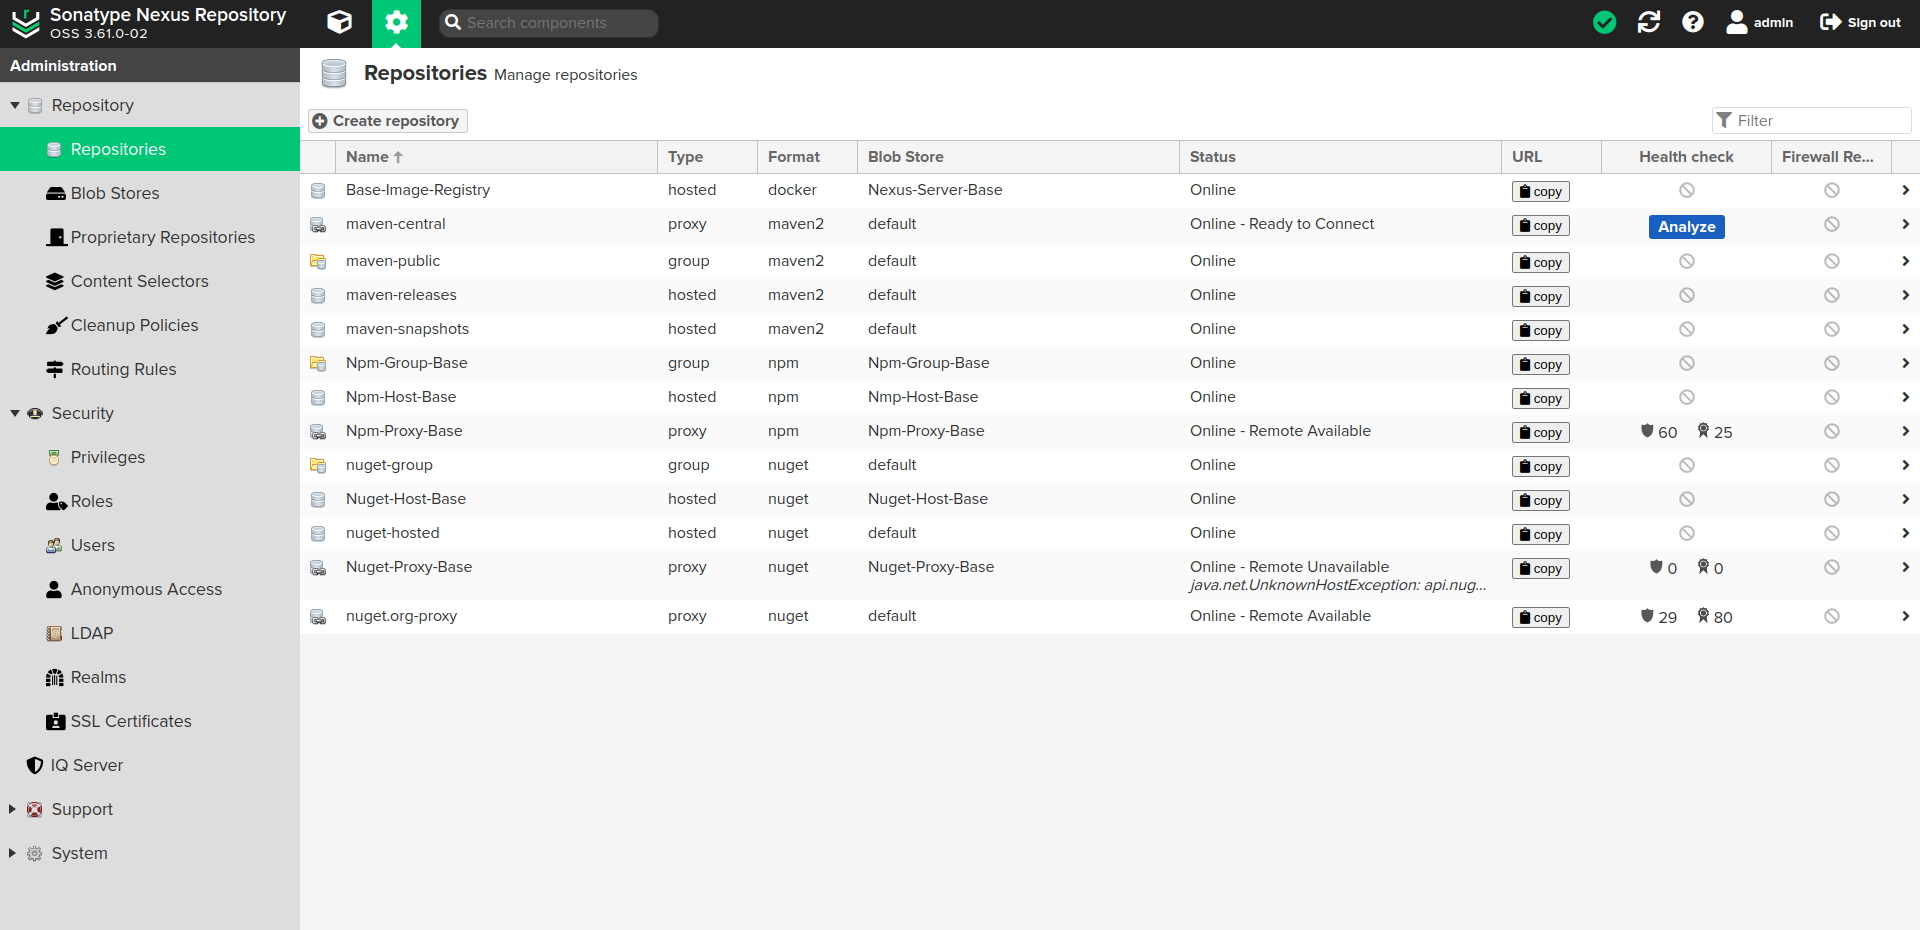 Sonatype Nexus Repository
OSS 3.61.0-02
Search components
admin
Sign out
Administration
Repository
Repositories
Blob Stores
Proprietary Repositories
Content Selectors
Cleanup Policies
Routing Rules
Security
Privileges
Roles
Users
Anonymous Access
LDAP
Realms
SSL Certificates
IQ Server
Support
System
Repositories Manage repositories
Create repository
Filter
Name Type Format Blob Store Status URL Health check Firewall Re...
Base-Image-Registry hosted docker Nexus-Server-Base Online copy
maven-central proxy maven2 default Online - Ready to Connect copy Analyze
maven-public group maven2 default Online copy
maven-releases hosted maven2 default Online copy
maven-snapshots hosted maven2 default Online copy
Npm-Group-Base group npm Npm-Group-Base Online copy
Npm-Host-Base hosted npm Nmp-Host-Base Online copy
Npm-Proxy-Base proxy npm Npm-Proxy-Base Online - Remote Available copy 60 25
nuget-group group nuget default Online copy
Nuget-Host-Base hosted nuget Nuget-Host-Base Online copy
nuget-hosted hosted nuget default Online copy
Nuget-Proxy-Base proxy nuget Nuget-Proxy-Base Online - Remote Unavailable copy 0 0
java.net.UnknownHostException: api.nug...
nuget.org-proxy proxy nuget default Online - Remote Available copy 29 80